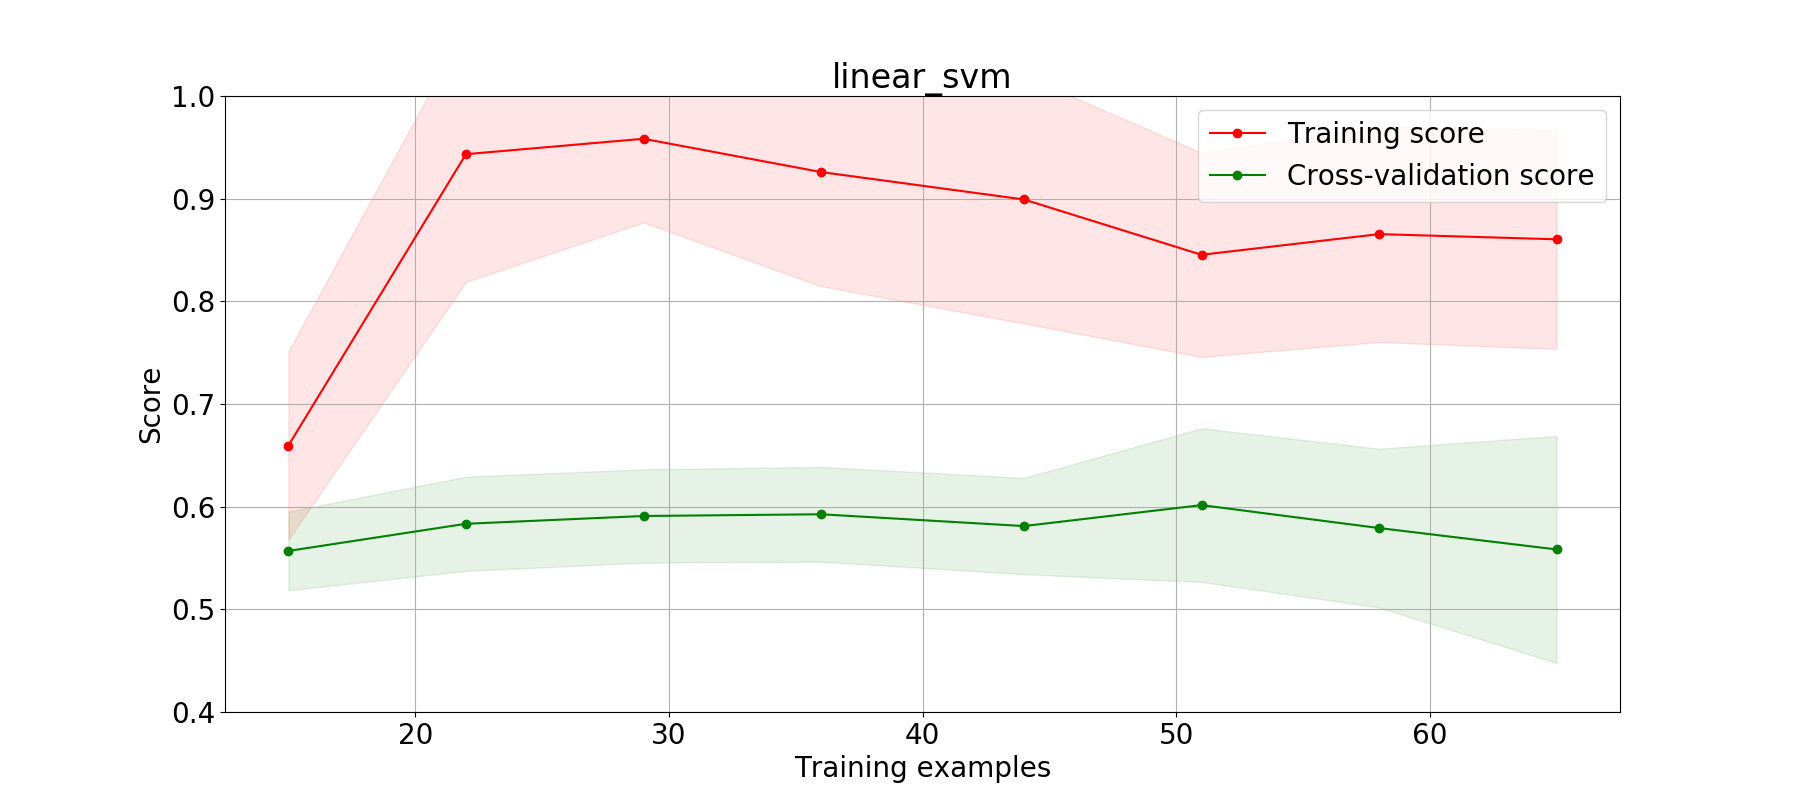 linear_svm
1.0
0.9
0.8
0.7
0.6
0.5
0.4
Score
Training score
Cross-validation score
20 30 40 50 60
Training examples